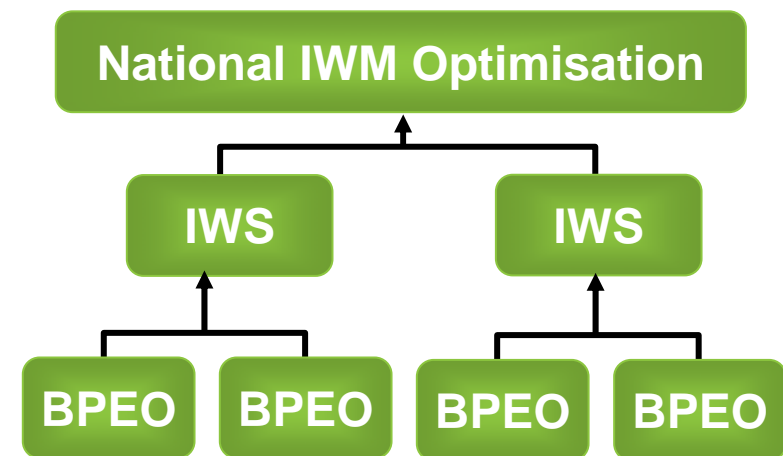 National IWM Optimisation
IWS
IWS
BPEO
BPEO
BPEO
BPEO